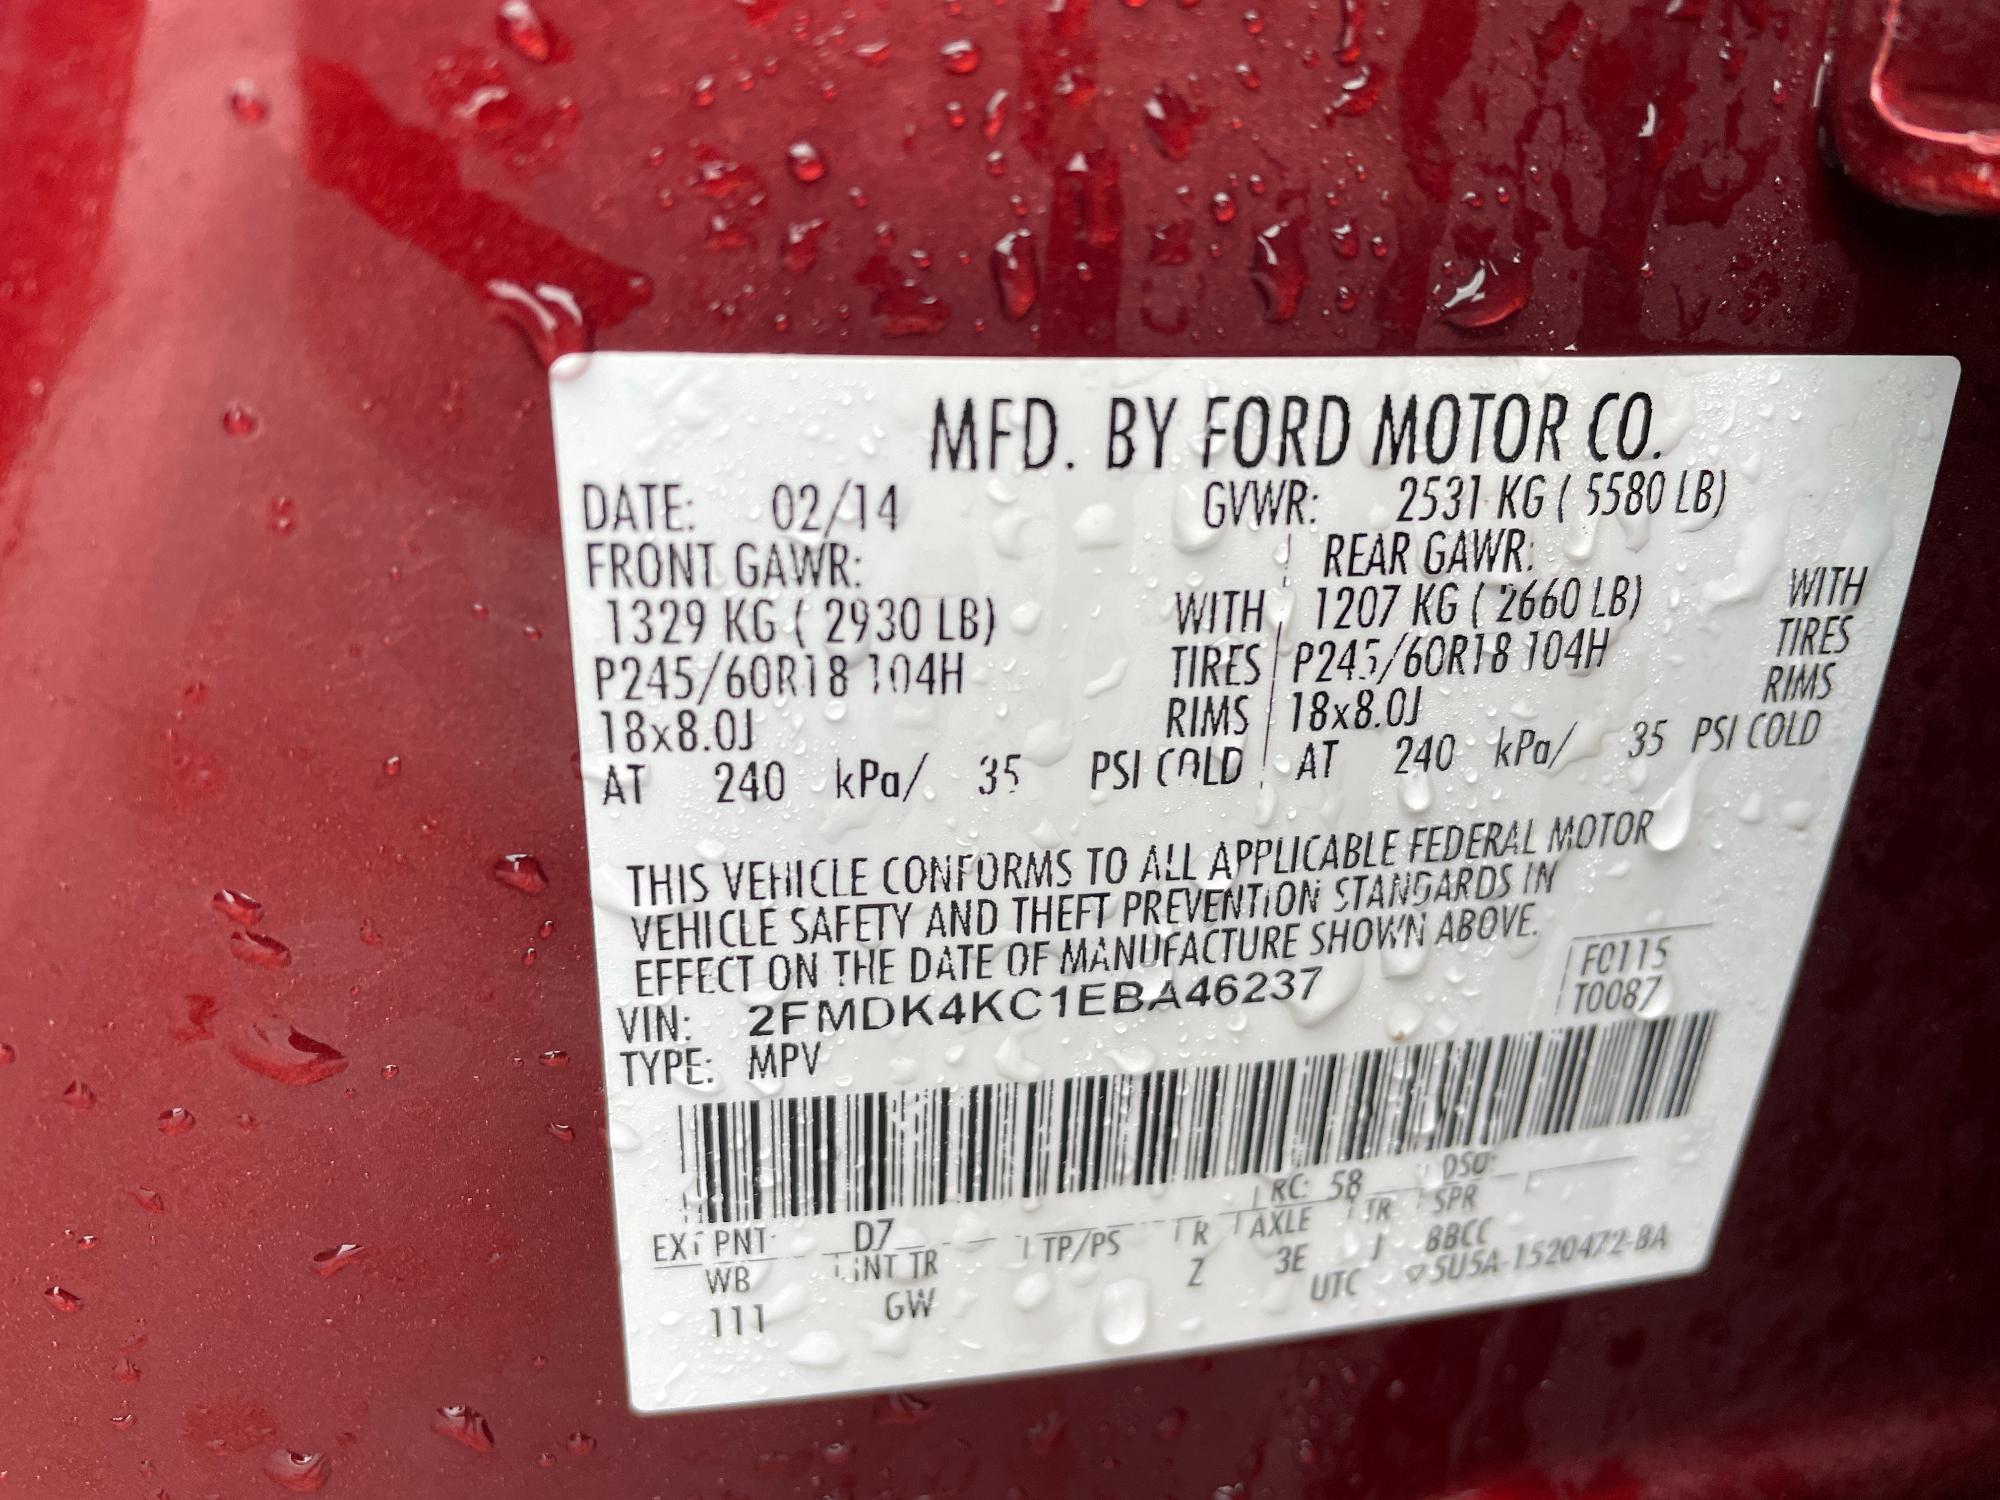 MFD. BY FORD MOTOR CO.
DATE: 02/14 GVWR: 2531 KG ( 5580 LB)
FRONT GAWR: REAR GAWR:
1329 KG ( 2930 LB) WITH 1207 KG ( 2660 LB) WITH
P245/60R18 104H TIRES P245/60R18 104H TIRES
18x8.0J RIMS 18x8.0J RIMS
AT 240 kPa/ 35 PSI COLD AT 240 kPa/ 35 PSI COLD
THIS VEHICLE CONFORMS TO ALL APPLICABLE FEDERAL MOTOR
VEHICLE SAFETY AND THEFT PREVENTION STANDARDS IN
EFFECT ON THE DATE OF MANUFACTURE SHOWN ABOVE.
VIN: 2FMDK4KC1EBA46237
F0115
T0087
TYPE: MPV
RC: 58 DSO:
EXT PNT: D7
WB INT TR TP/PS R AXLE TR SPR
111 GW Z 3E J BBCC
UTC ▽5U5A-1520472-BA